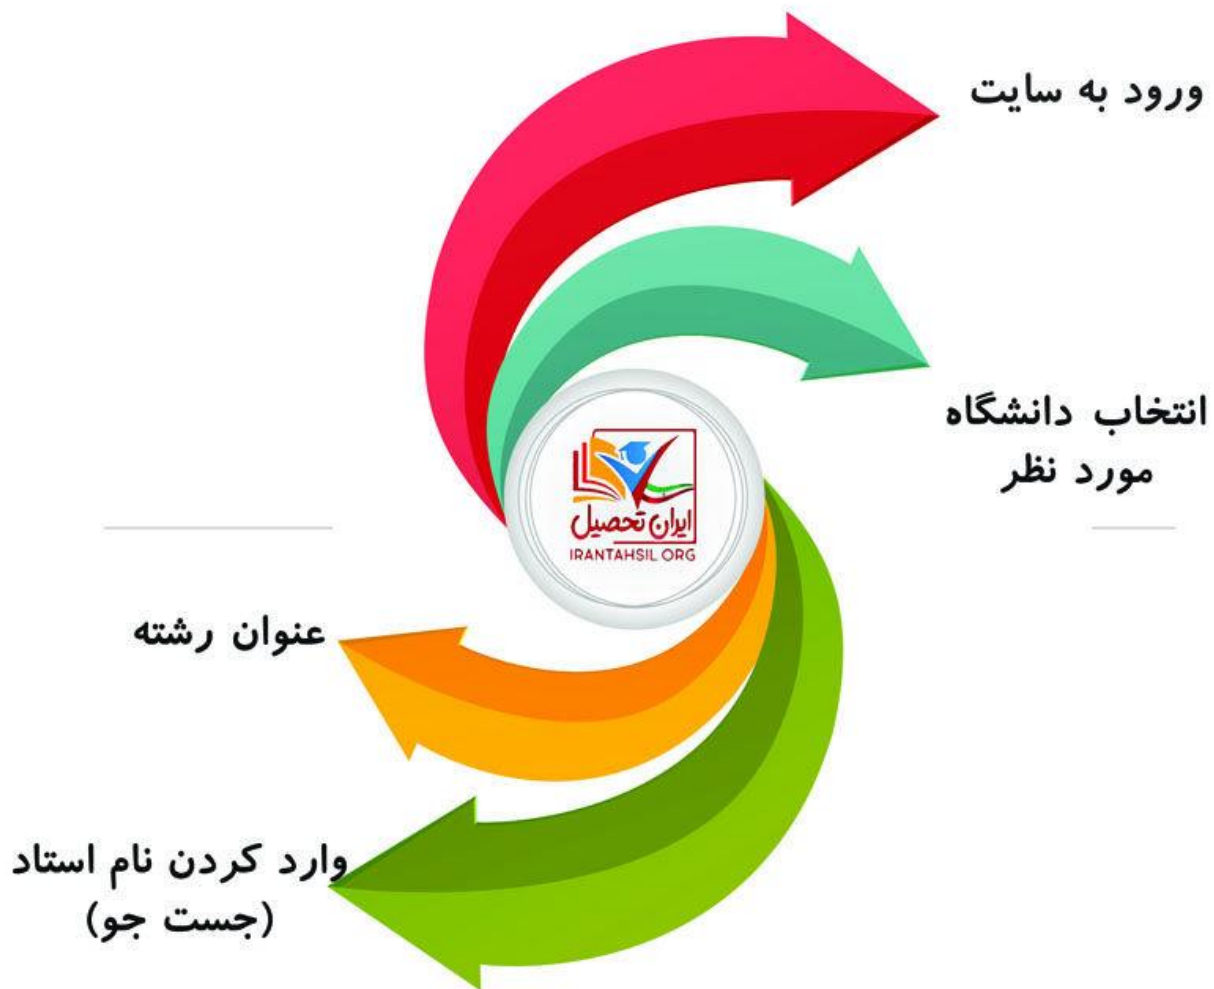 ورود به سایت
انتخاب دانشگاه
مورد نظر
ایران تحصیل
IRANTAHSIL ORG
عنوان رشته
وارد کردن نام استاد
(جست جو)